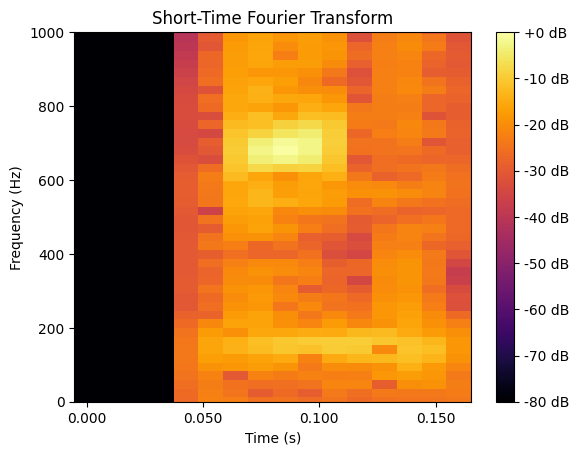 Short-Time Fourier Transform
Frequency (Hz)
1000
800
600
400
200
0
0.000
0.050
0.100
0.150
Time (s)
+0 dB
-10 dB
-20 dB
-30 dB
-40 dB
-50 dB
-60 dB
-70 dB
-80 dB